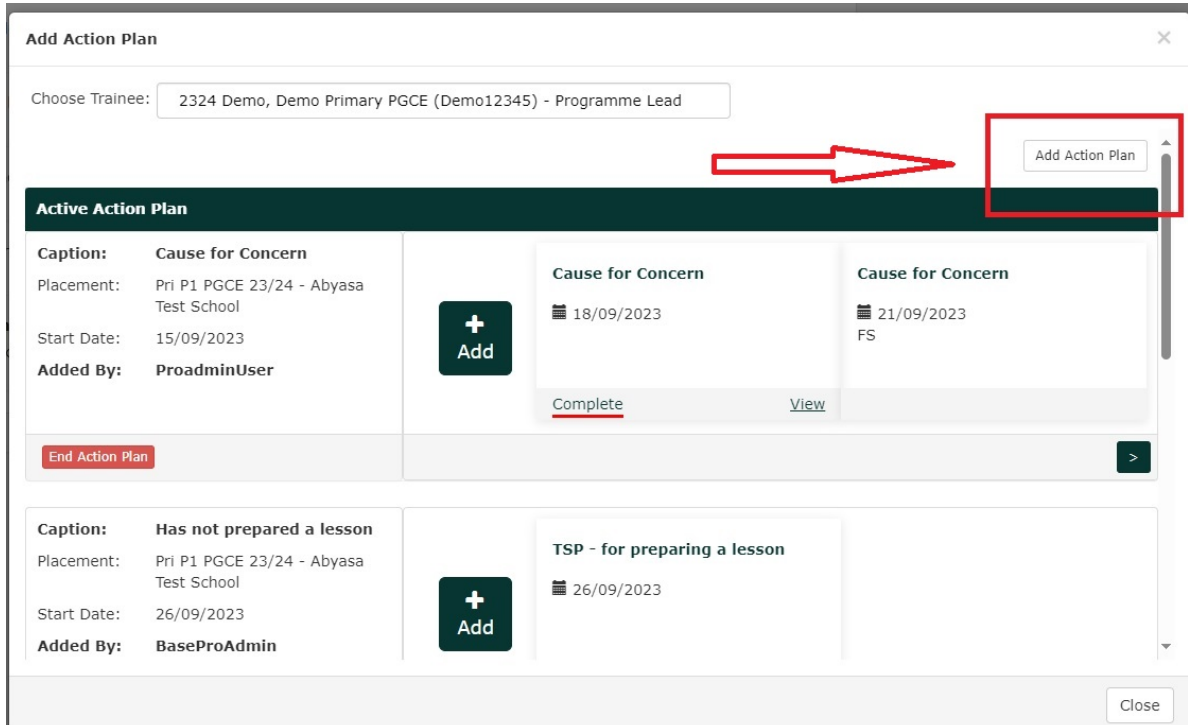 Add Action Plan
×
Choose Trainee: 2324 Demo, Demo Primary PGCE (Demo12345) - Programme Lead
Add Action Plan
Active Action Plan
Caption: Cause for Concern
Placement: Pri P1 PGCE 23/24 - Abyasa
Test School
Start Date: 15/09/2023
Added By: ProadminUser
+
Add
Cause for Concern
18/09/2023
Complete View
Cause for Concern
21/09/2023
FS
End Action Plan
>
Caption: Has not prepared a lesson
Placement: Pri P1 PGCE 23/24 - Abyasa
Test School
Start Date: 26/09/2023
Added By: BaseProAdmin
+
Add
TSP - for preparing a lesson
26/09/2023
Close